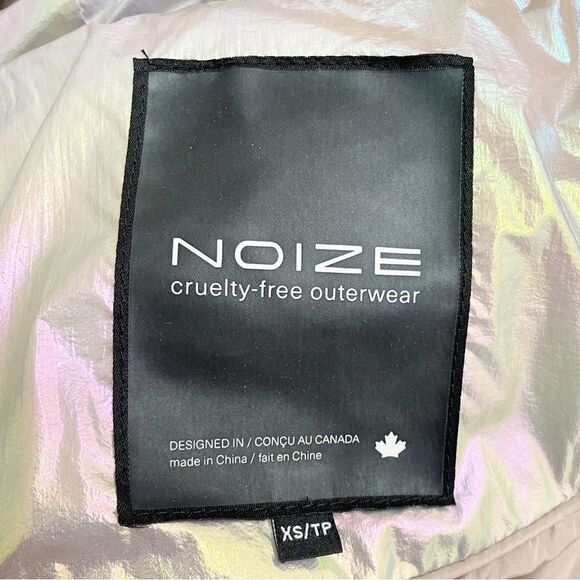 NOIZE
cruelty-free outerwear
DESIGNED IN / CONÇU AU CANADA
made in China / fait en Chine
XS/TP